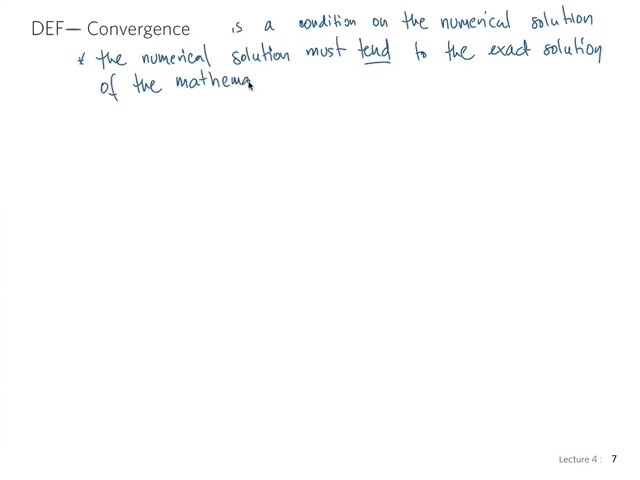 DEF— Convergence is a condition on the numerical solution
* the numerical solution must tend to the exact solution
of the mathema
Lecture 4 : 7